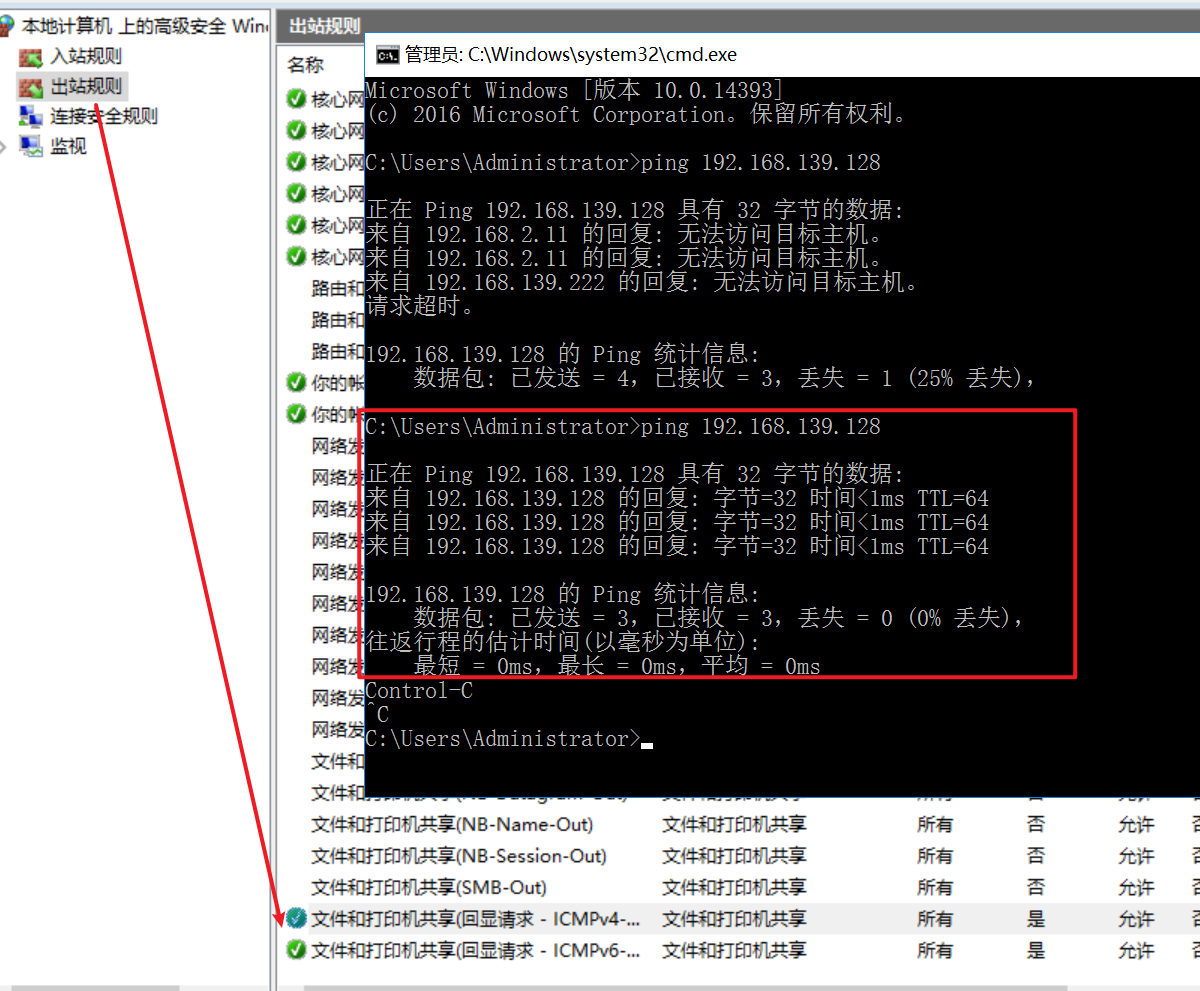 本地计算机 上的高级安全 Win
入站规则
出站规则
连接安全规则
监视
出站规则
名称
核心网
核心网
核心网
核心网
核心网
核心网
路由和
路由和
路由和
你的帐
你的帐
网络发
网络发
网络发
网络发
网络发
网络发
网络发
网络发
网络发
网络发
文件和
管理员: C:\Windows\system32\cmd.exe
Microsoft Windows [版本 10.0.14393]
(c) 2016 Microsoft Corporation。保留所有权利。
C:\Users\Administrator>ping 192.168.139.128
正在 Ping 192.168.139.128 具有 32 字节的数据:
来自 192.168.2.11 的回复: 无法访问目标主机。
来自 192.168.2.11 的回复: 无法访问目标主机。
来自 192.168.139.222 的回复: 无法访问目标主机。
请求超时。
192.168.139.128 的 Ping 统计信息:
数据包: 已发送 = 4，已接收 = 3，丢失 = 1 (25% 丢失)，
C:\Users\Administrator>ping 192.168.139.128
正在 Ping 192.168.139.128 具有 32 字节的数据:
来自 192.168.139.128 的回复: 字节=32 时间<1ms TTL=64
来自 192.168.139.128 的回复: 字节=32 时间<1ms TTL=64
来自 192.168.139.128 的回复: 字节=32 时间<1ms TTL=64
192.168.139.128 的 Ping 统计信息:
数据包: 已发送 = 3，已接收 = 3，丢失 = 0 (0% 丢失)，
往返行程的估计时间(以毫秒为单位):
最短 = 0ms，最长 = 0ms，平均 = 0ms
Control-C
^C
C:\Users\Administrator>
文件和打印机共享(NB-Datagram-Out) 文件和打印机共享 所有 否 允许
文件和打印机共享(NB-Name-Out) 文件和打印机共享 所有 否 允许 否
文件和打印机共享(NB-Session-Out) 文件和打印机共享 所有 否 允许 否
文件和打印机共享(SMB-Out) 文件和打印机共享 所有 否 允许 否
文件和打印机共享(回显请求 - ICMPv4-... 文件和打印机共享 所有 是 允许 否
文件和打印机共享(回显请求 - ICMPv6-... 文件和打印机共享 所有 是 允许 否